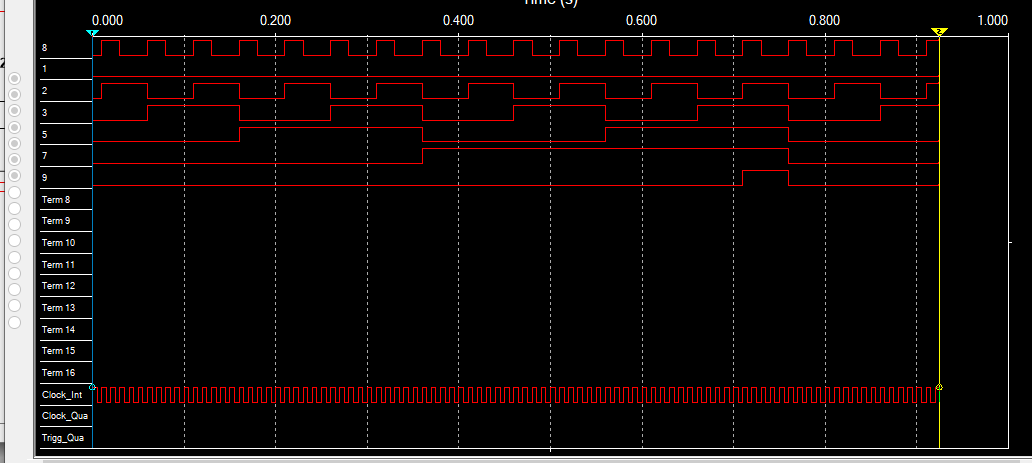 Time (s)
0.000 0.200 0.400 0.600 0.800 1.000
2
8
1
2
3
5
7
9
Term 8
Term 9
Term 10
Term 11
Term 12
Term 13
Term 14
Term 15
Term 16
Clock_Int
Clock_Qua
Trigg_Qua